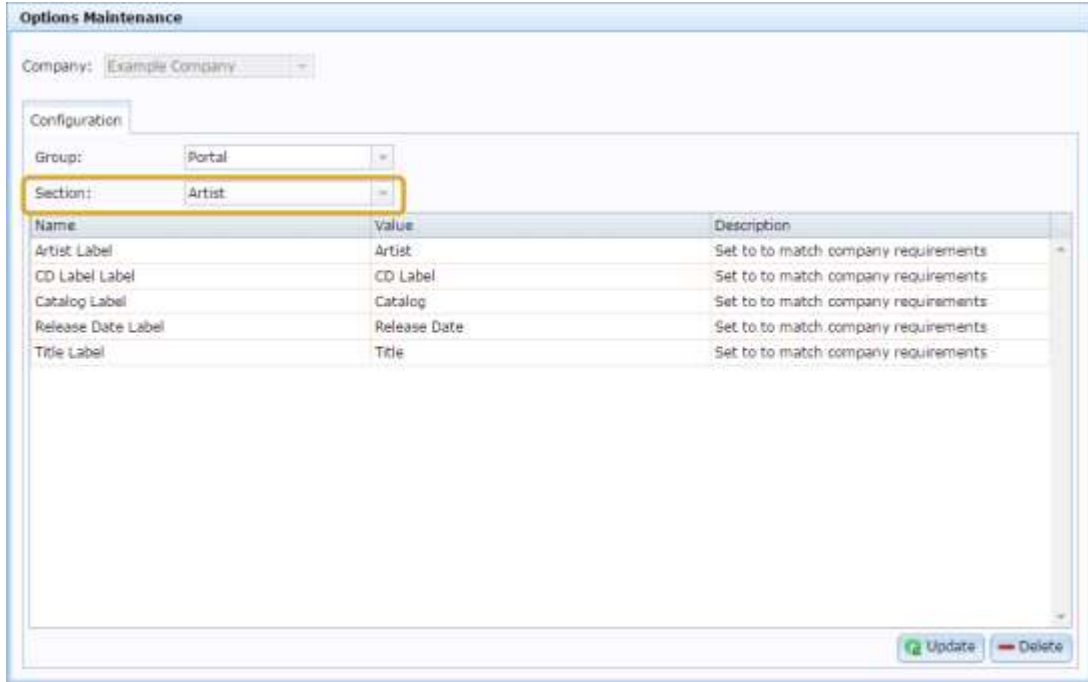 Options Maintenance
Company: Example Company
Configuration
Group: Portal
Section: Artist
Name Value Description
Artist Label Artist Set to to match company requirements
CD Label Label CD Label Set to to match company requirements
Catalog Label Catalog Set to to match company requirements
Release Date Label Release Date Set to to match company requirements
Title Label Title Set to to match company requirements
Update Delete